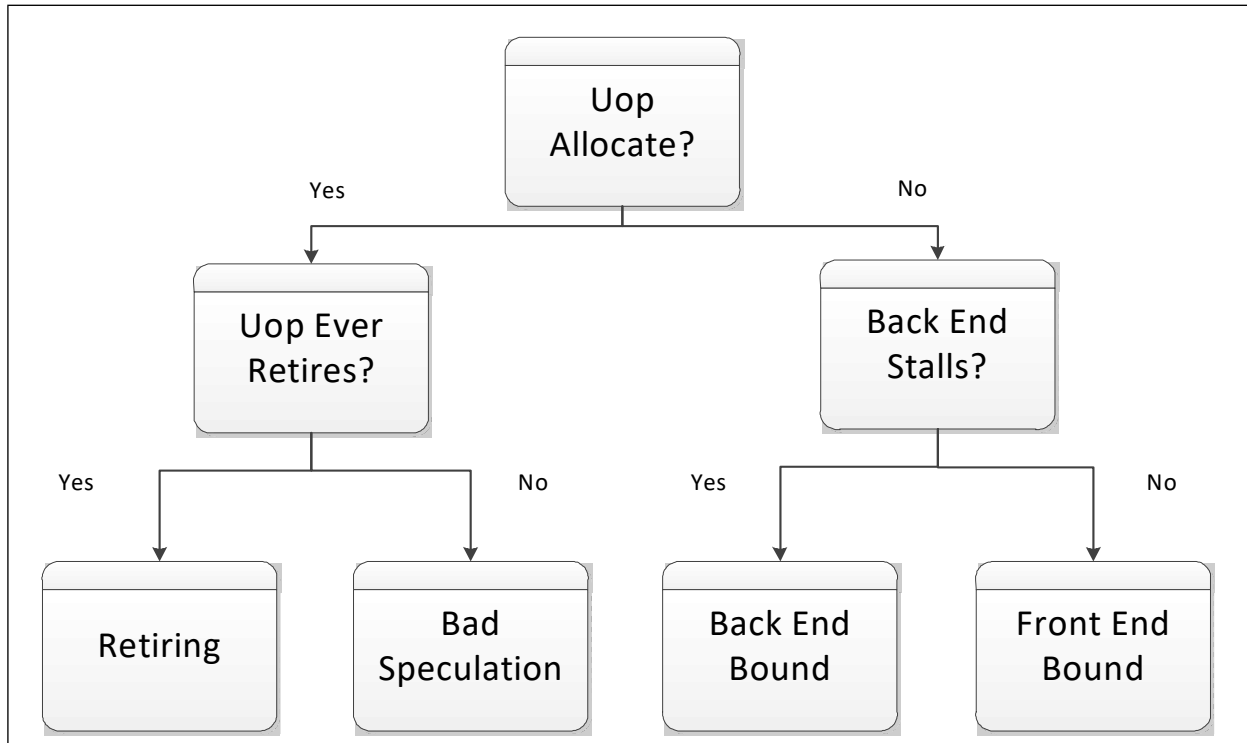 Uop
Allocate?
Yes
No
Uop Ever
Retires?
Back End
Stalls?
Yes
No
Yes
No
Retiring
Bad
Speculation
Back End
Bound
Front End
Bound